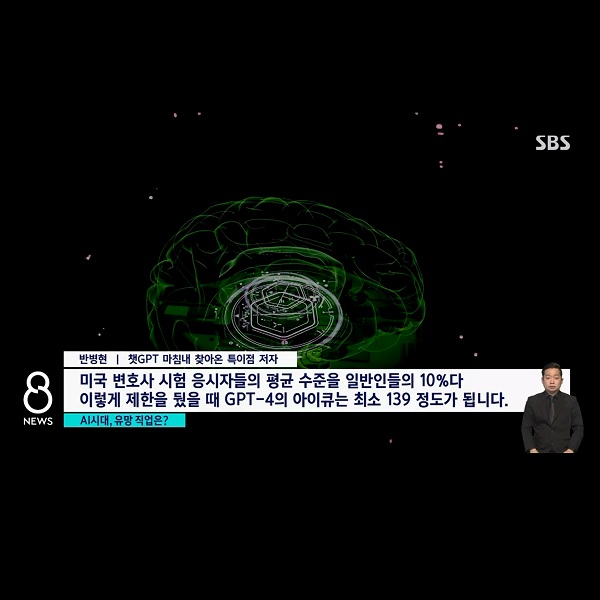 SBS
반병현 | 챗GPT 마침내 찾아온 특이점 저자
미국 변호사 시험 응시자들의 평균 수준을 일반인들의 10%다
이렇게 제한을 뒀을 때 GPT-4의 아이큐는 최소 139 정도가 됩니다.
8 NEWS
AI시대, 유망 직업은?